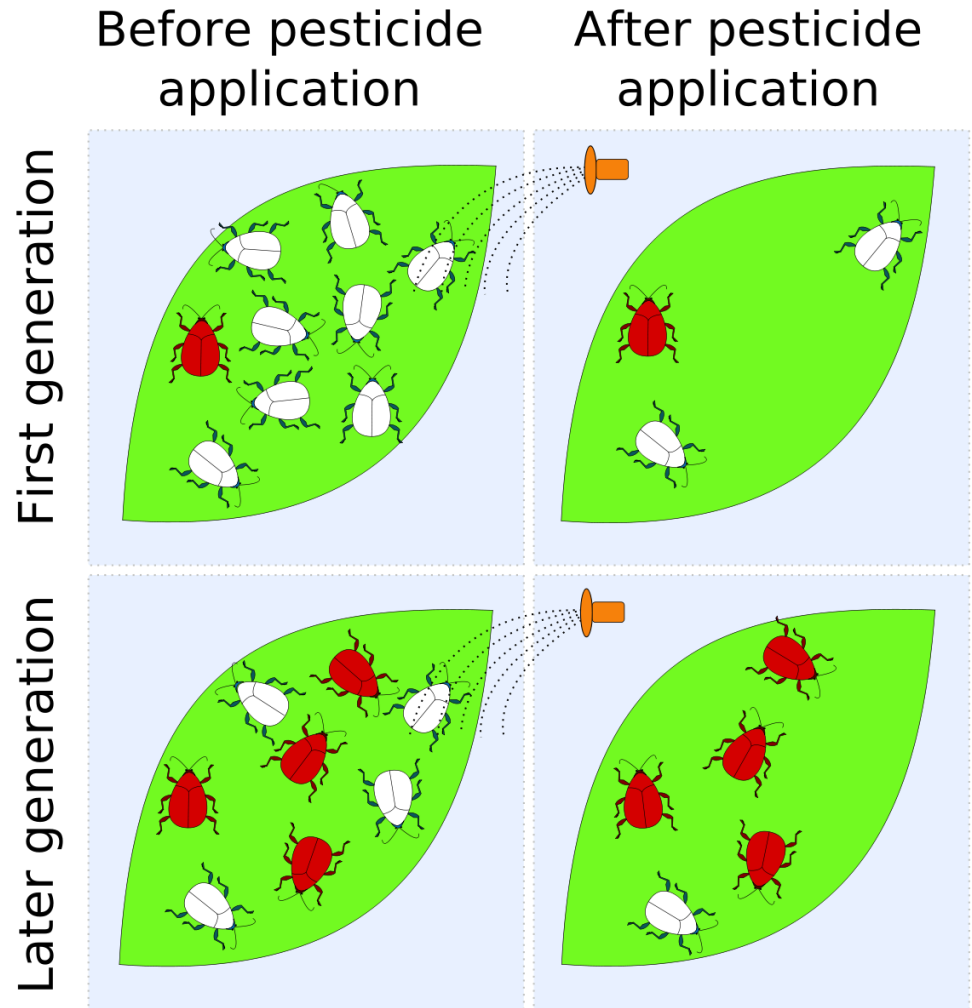 Before pesticide
application
After pesticide
application
First generation
Later generation